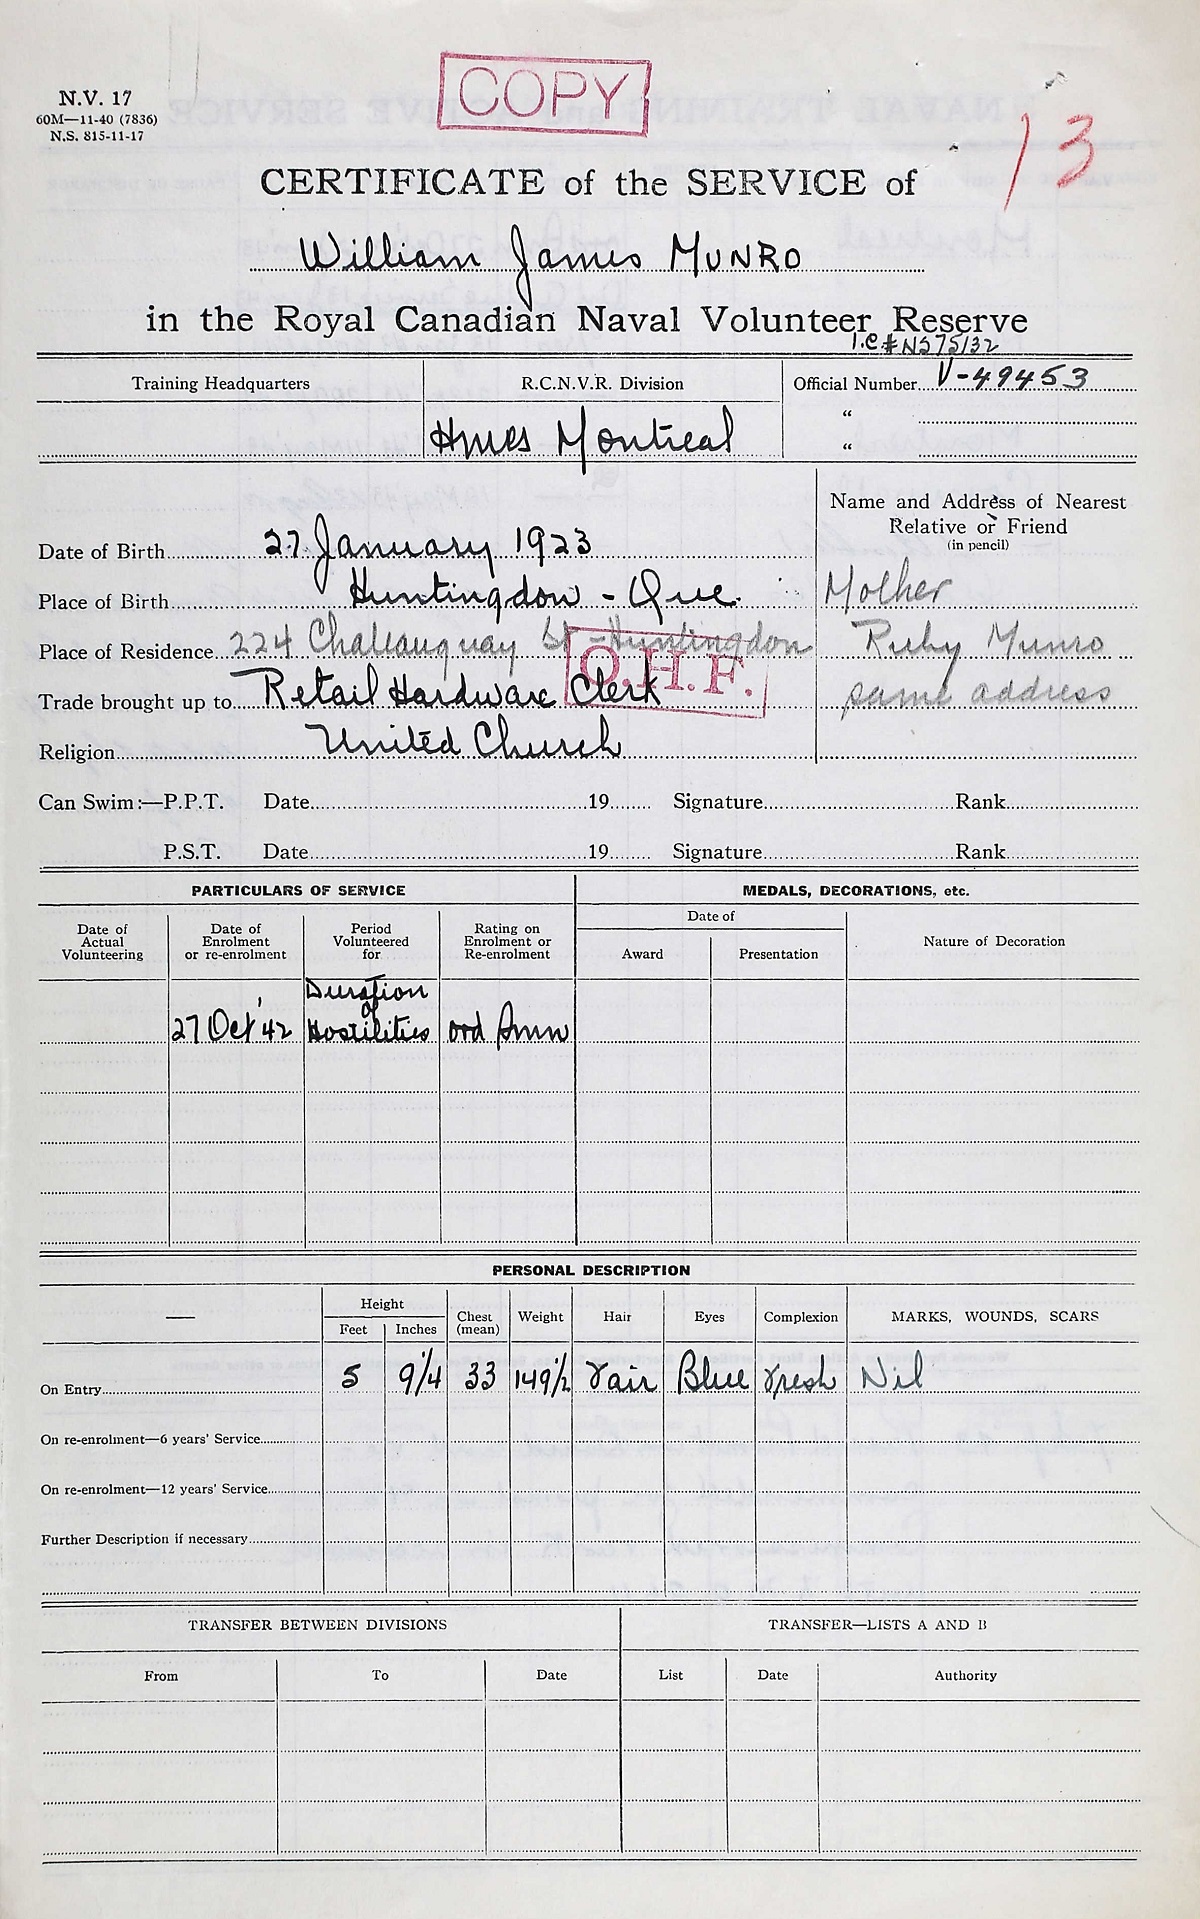 COPY
N.V. 17
60M—11-40 (7836)
N.S. 815-11-17
13
CERTIFICATE of the SERVICE of
William James MUNRO
in the Royal Canadian Naval Volunteer Reserve
I.C.# N575132
Training Headquarters R.C.N.V.R. Division Official Number V-49453
“
Hmcs Montreal “
Name and Address of Nearest
Relative or Friend
(in pencil)
Date of Birth 27 January 1923
Place of Birth Huntingdon - Que. Mother
Place of Residence 224 Chateauguay St - Huntingdon Ruby Munro
O.H.F.
Trade brought up to Retail Hardware Clerk same address
Religion United Church
Can Swim:—P.P.T. Date 19 Signature Rank
P.S.T. Date 19 Signature Rank
PARTICULARS OF SERVICE MEDALS, DECORATIONS, etc.
Date of Actual Volunteering Date of Enrolment or re-enrolment Period Volunteered for Rating on Enrolment or Re-enrolment Date of Award Presentation Nature of Decoration
27 Oct '42 Duration of Hostilities ord Smn
PERSONAL DESCRIPTION
— Height Feet Inches Chest (mean) Weight Hair Eyes Complexion MARKS, WOUNDS, SCARS
On Entry 5 9 1/4 33 149 1/2 Fair Blue Fresh Nil
On re-enrolment—6 years' Service
On re-enrolment—12 years' Service
Further Description if necessary
TRANSFER BETWEEN DIVISIONS TRANSFER—LISTS A AND B
From To Date List Date Authority